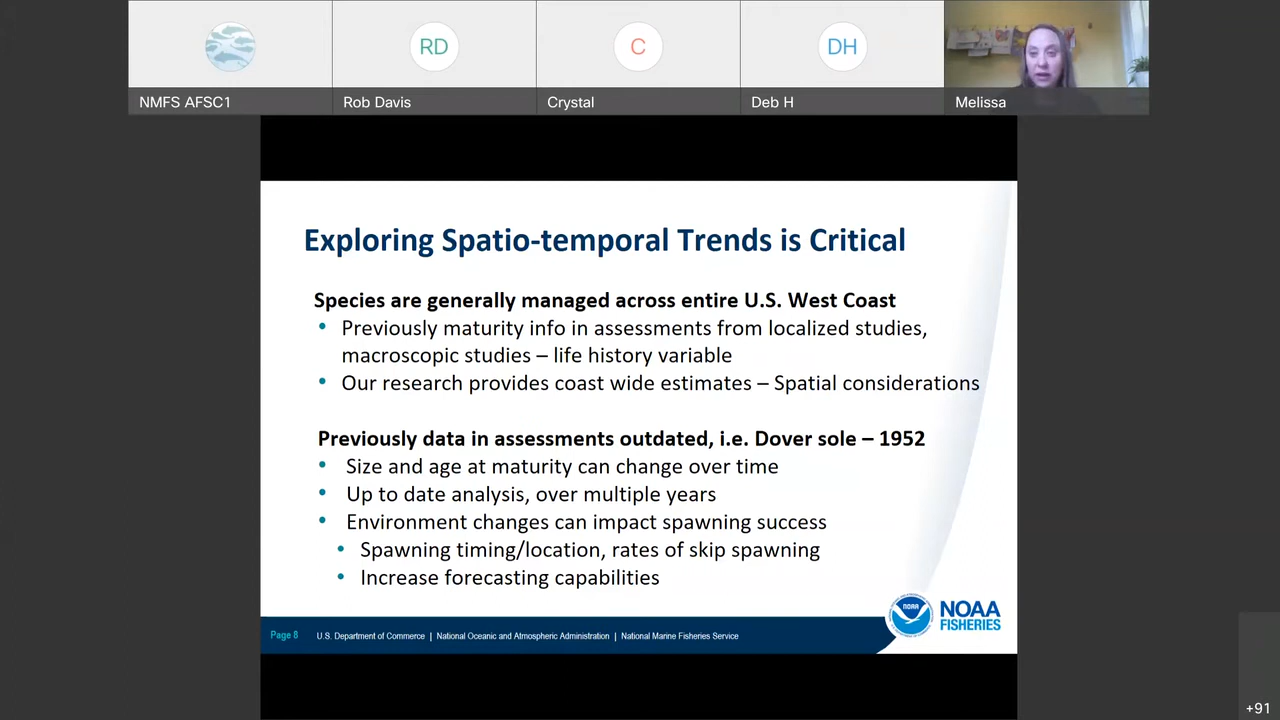 RD
C
DH
NMFS AFSC1
Rob Davis
Crystal
Deb H
Melissa
Exploring Spatio-temporal Trends is Critical
Species are generally managed across entire U.S. West Coast
• Previously maturity info in assessments from localized studies,
macroscopic studies – life history variable
• Our research provides coast wide estimates – Spatial considerations
Previously data in assessments outdated, i.e. Dover sole – 1952
• Size and age at maturity can change over time
• Up to date analysis, over multiple years
• Environment changes can impact spawning success
• Spawning timing/location, rates of skip spawning
• Increase forecasting capabilities
NOAA
NOAA
FISHERIES
Page 8
U.S. Department of Commerce | National Oceanic and Atmospheric Administration | National Marine Fisheries Service
+91